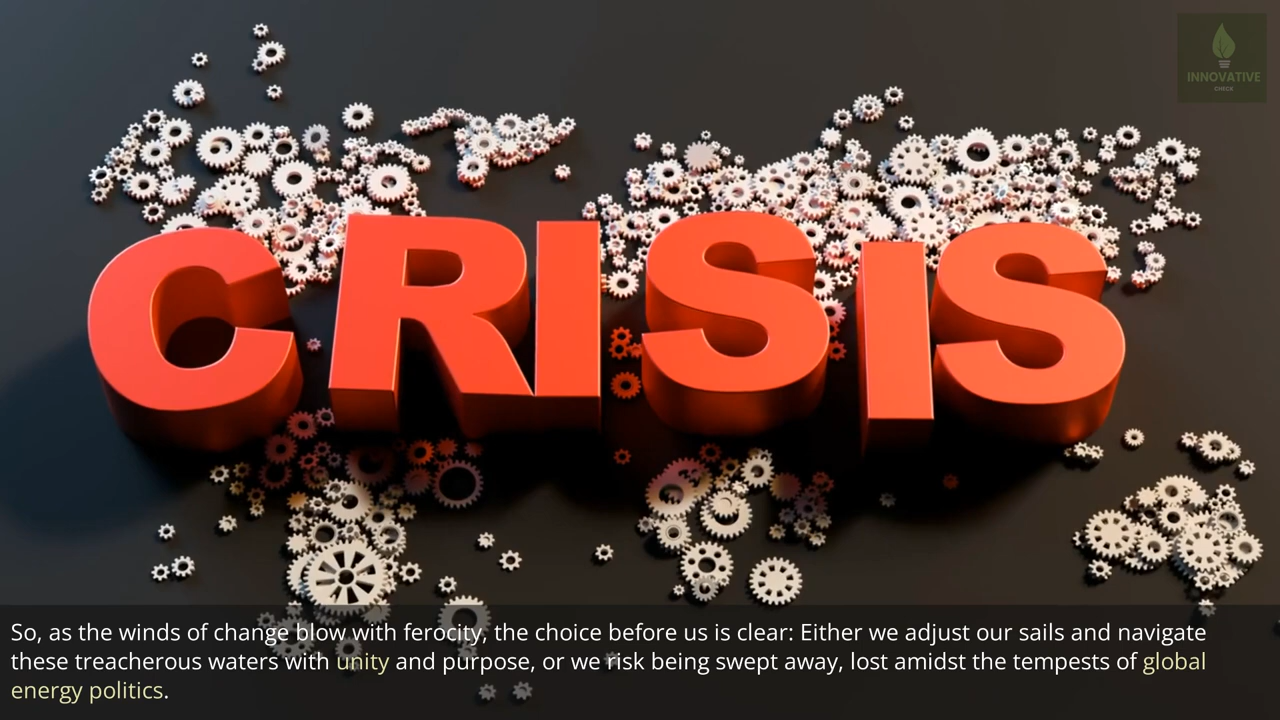 INNOVATIVE
CHECK
CRISIS
So, as the winds of change blow with ferocity, the choice before us is clear: Either we adjust our sails and navigate
these treacherous waters with unity and purpose, or we risk being swept away, lost amidst the tempests of global
energy politics.